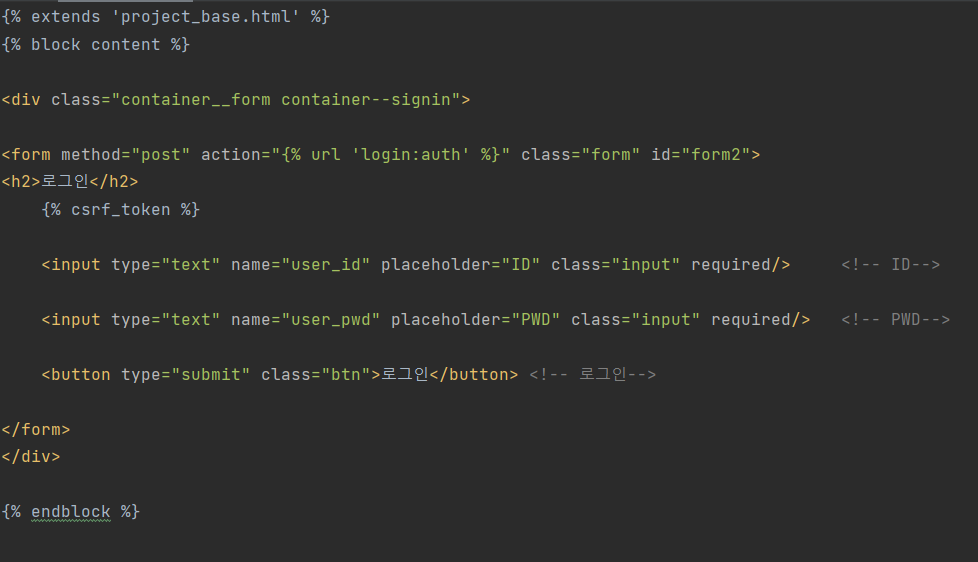 {% extends 'project_base.html' %}
{% block content %}
<div class="container__form container--signin">
<form method="post" action="{% url 'login:auth' %}" class="form" id="form2">
<h2>로그인</h2>
{% csrf_token %}
<input type="text" name="user_id" placeholder="ID" class="input" required/> <!-- ID-->
<input type="text" name="user_pwd" placeholder="PWD" class="input" required/> <!-- PWD-->
<button type="submit" class="btn">로그인</button> <!-- 로그인-->
</form>
</div>
{% endblock %}